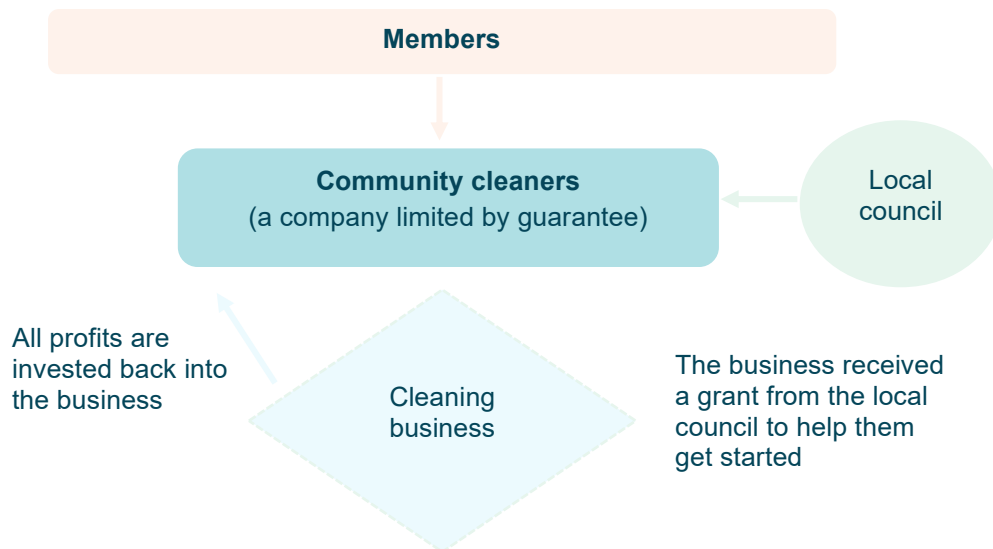 Members
Community cleaners
(a company limited by guarantee)
Local
council
All profits are
invested back into
the business
Cleaning
business
The business received
a grant from the local
council to help them
get started